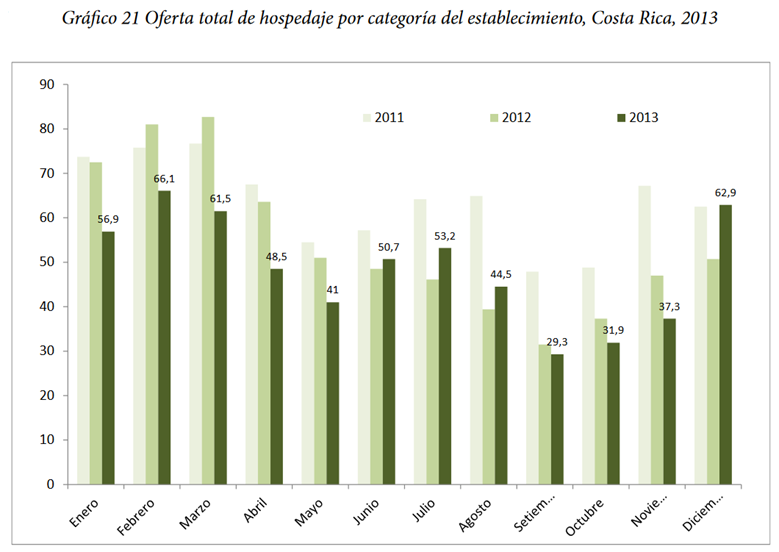 Gráfico 21 Oferta total de hospedaje por categoría del establecimiento, Costa Rica, 2013
90
80
70
60
50
40
30
20
10
0
2011
2012
2013
56,9
66,1
61,5
48,5
41
50,7
53,2
44,5
29,3
31,9
37,3
62,9
Enero
Febrero
Marzo
Abril
Mayo
Junio
Julio
Agosto
Setiem...
Octubre
Novie...
Diciem...